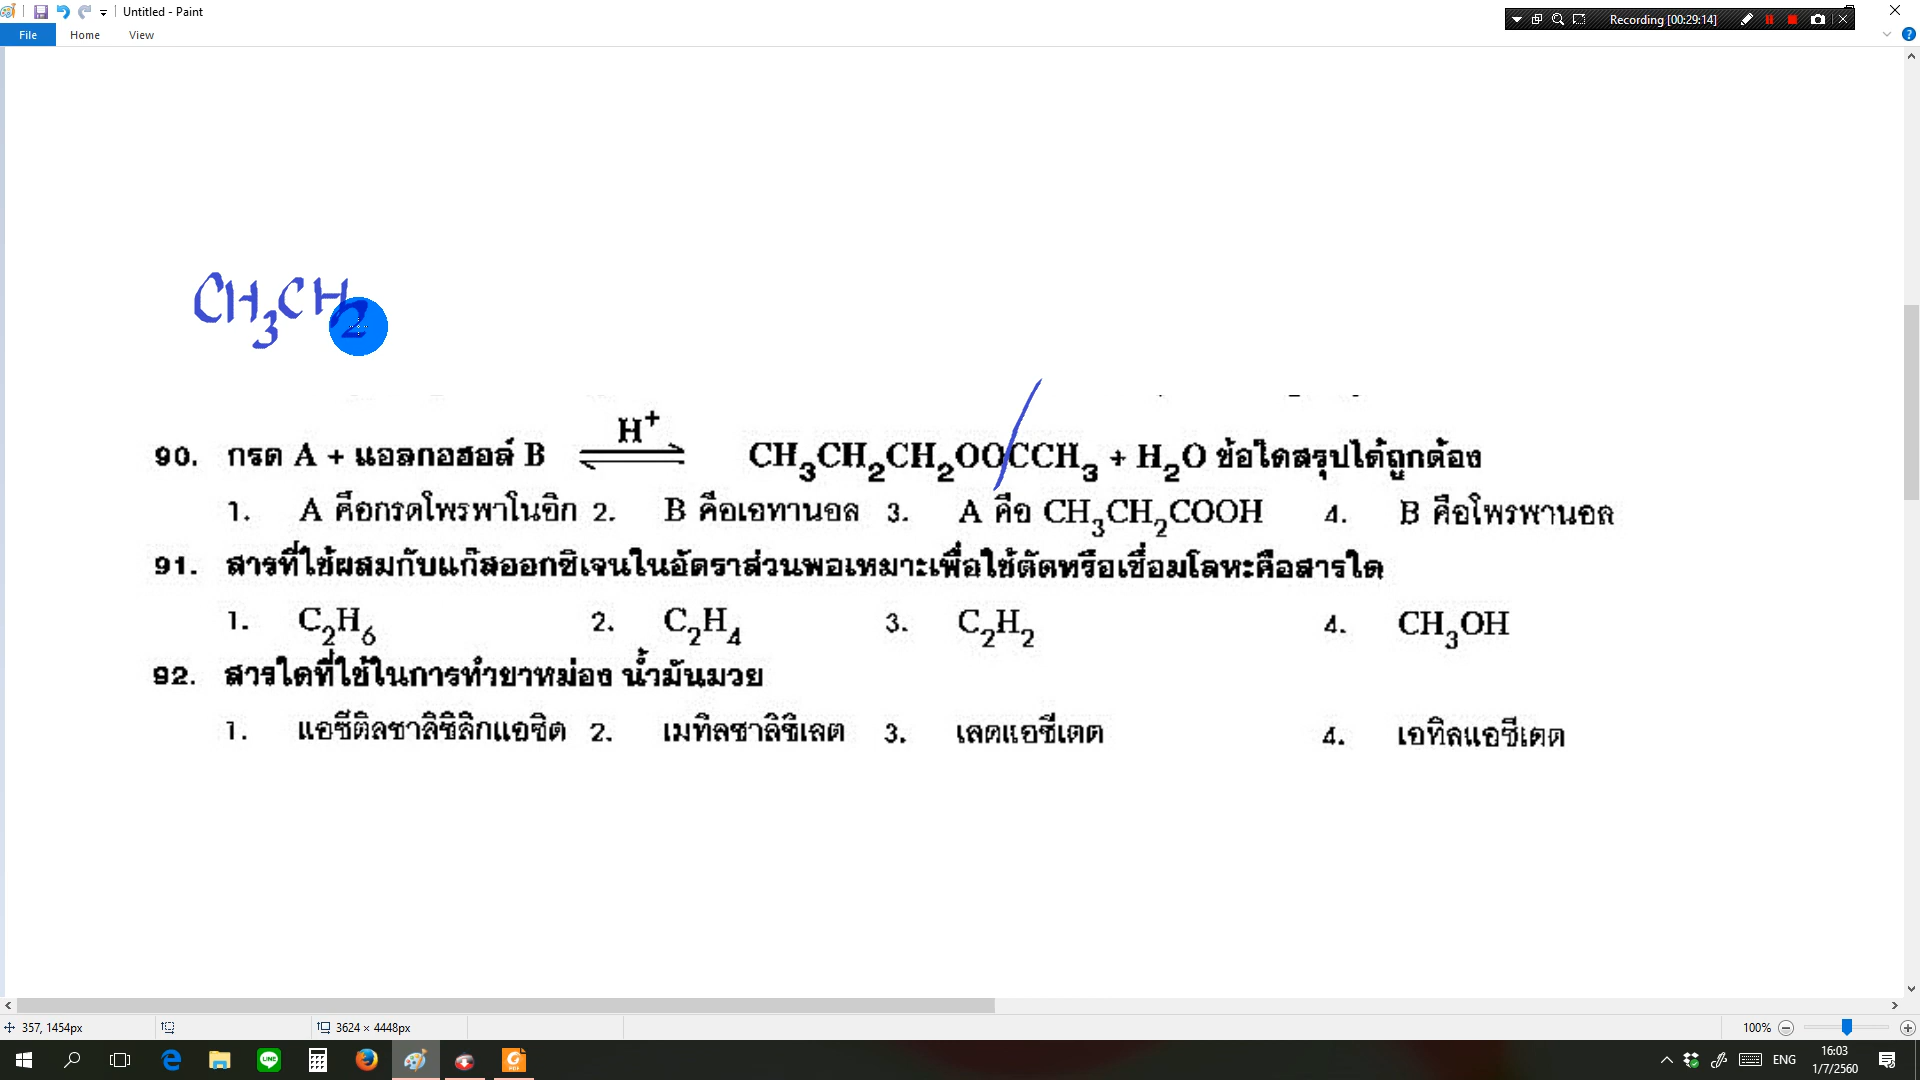 Untitled - Paint
Recording [00:29:14]
File Home View
CH3CH2
90. กรด A + แอลกอฮอล์ B H+ CH3CH2CH2OOCCH3 + H2O ข้อใดสรุปได้ถูกต้อง
1. A คือกรดโพรพาโนอิก 2. B คือเอทานอล 3. A คือ CH3CH2COOH 4. B คือโพรพานอล
91. สารที่ใช้ผสมกับแก๊สออกซิเจนในอัตราส่วนพอเหมาะเพื่อใช้ตัดหรือเชื่อมโลหะคือสารใด
1. C2H6 2. C2H4 3. C2H2 4. CH3OH
92. สารใดที่ใช้ในการทำยาหม่อง น้ำมันมวย
1. แอซีติลซาลิซิลิกแอซิด 2. เมทิลซาลิซิเลต 3. เลดแอซีเตต 4. เอทิลแอซีเตต
357, 1454px 3624 × 4448px 100%
LINE PDF ENG 16:03
1/7/2560